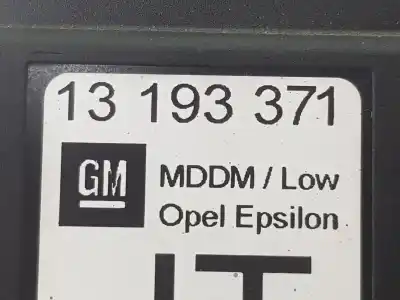 13 193 371
GM
MDDM / Low
Opel Epsilon